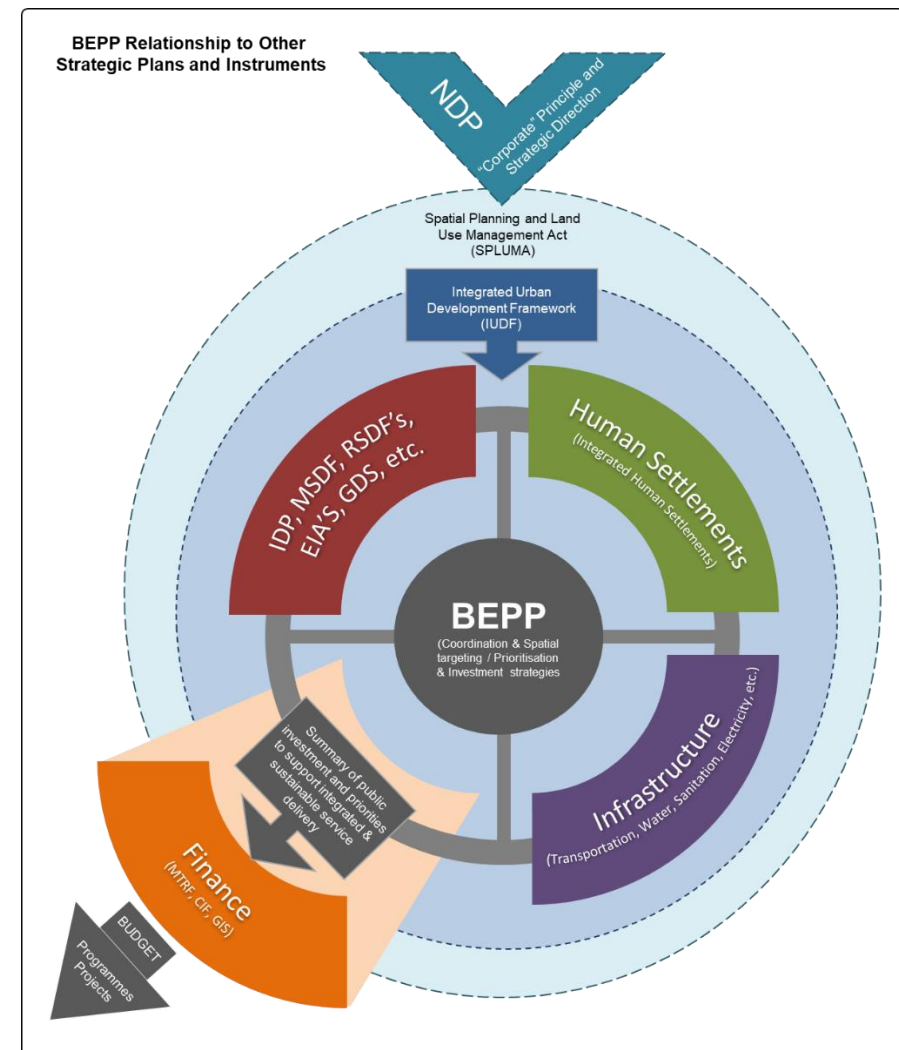 BEPP Relationship to Other
Strategic Plans and Instruments
NDP
“Corporate” Principle and
Strategic Direction
Spatial Planning and Land
Use Management Act
(SPLUMA)
Integrated Urban
Development Framework
(IUDF)
IDP, MSDF, RSDF’s,
EIA’S, GDS, etc.
Human Settlements
(Integrated Human Settlements)
BEPP
(Coordination & Spatial
targeting / Prioritisation
& Investment strategies
Infrastructure
(Transportation, Water, Sanitation, Electricity, etc.)
Summary of public
investment and priorities
to support integrated &
sustainable service
delivery
Finance
(MTRF, CIF, GIS)
BUDGET
Programmes
Projects